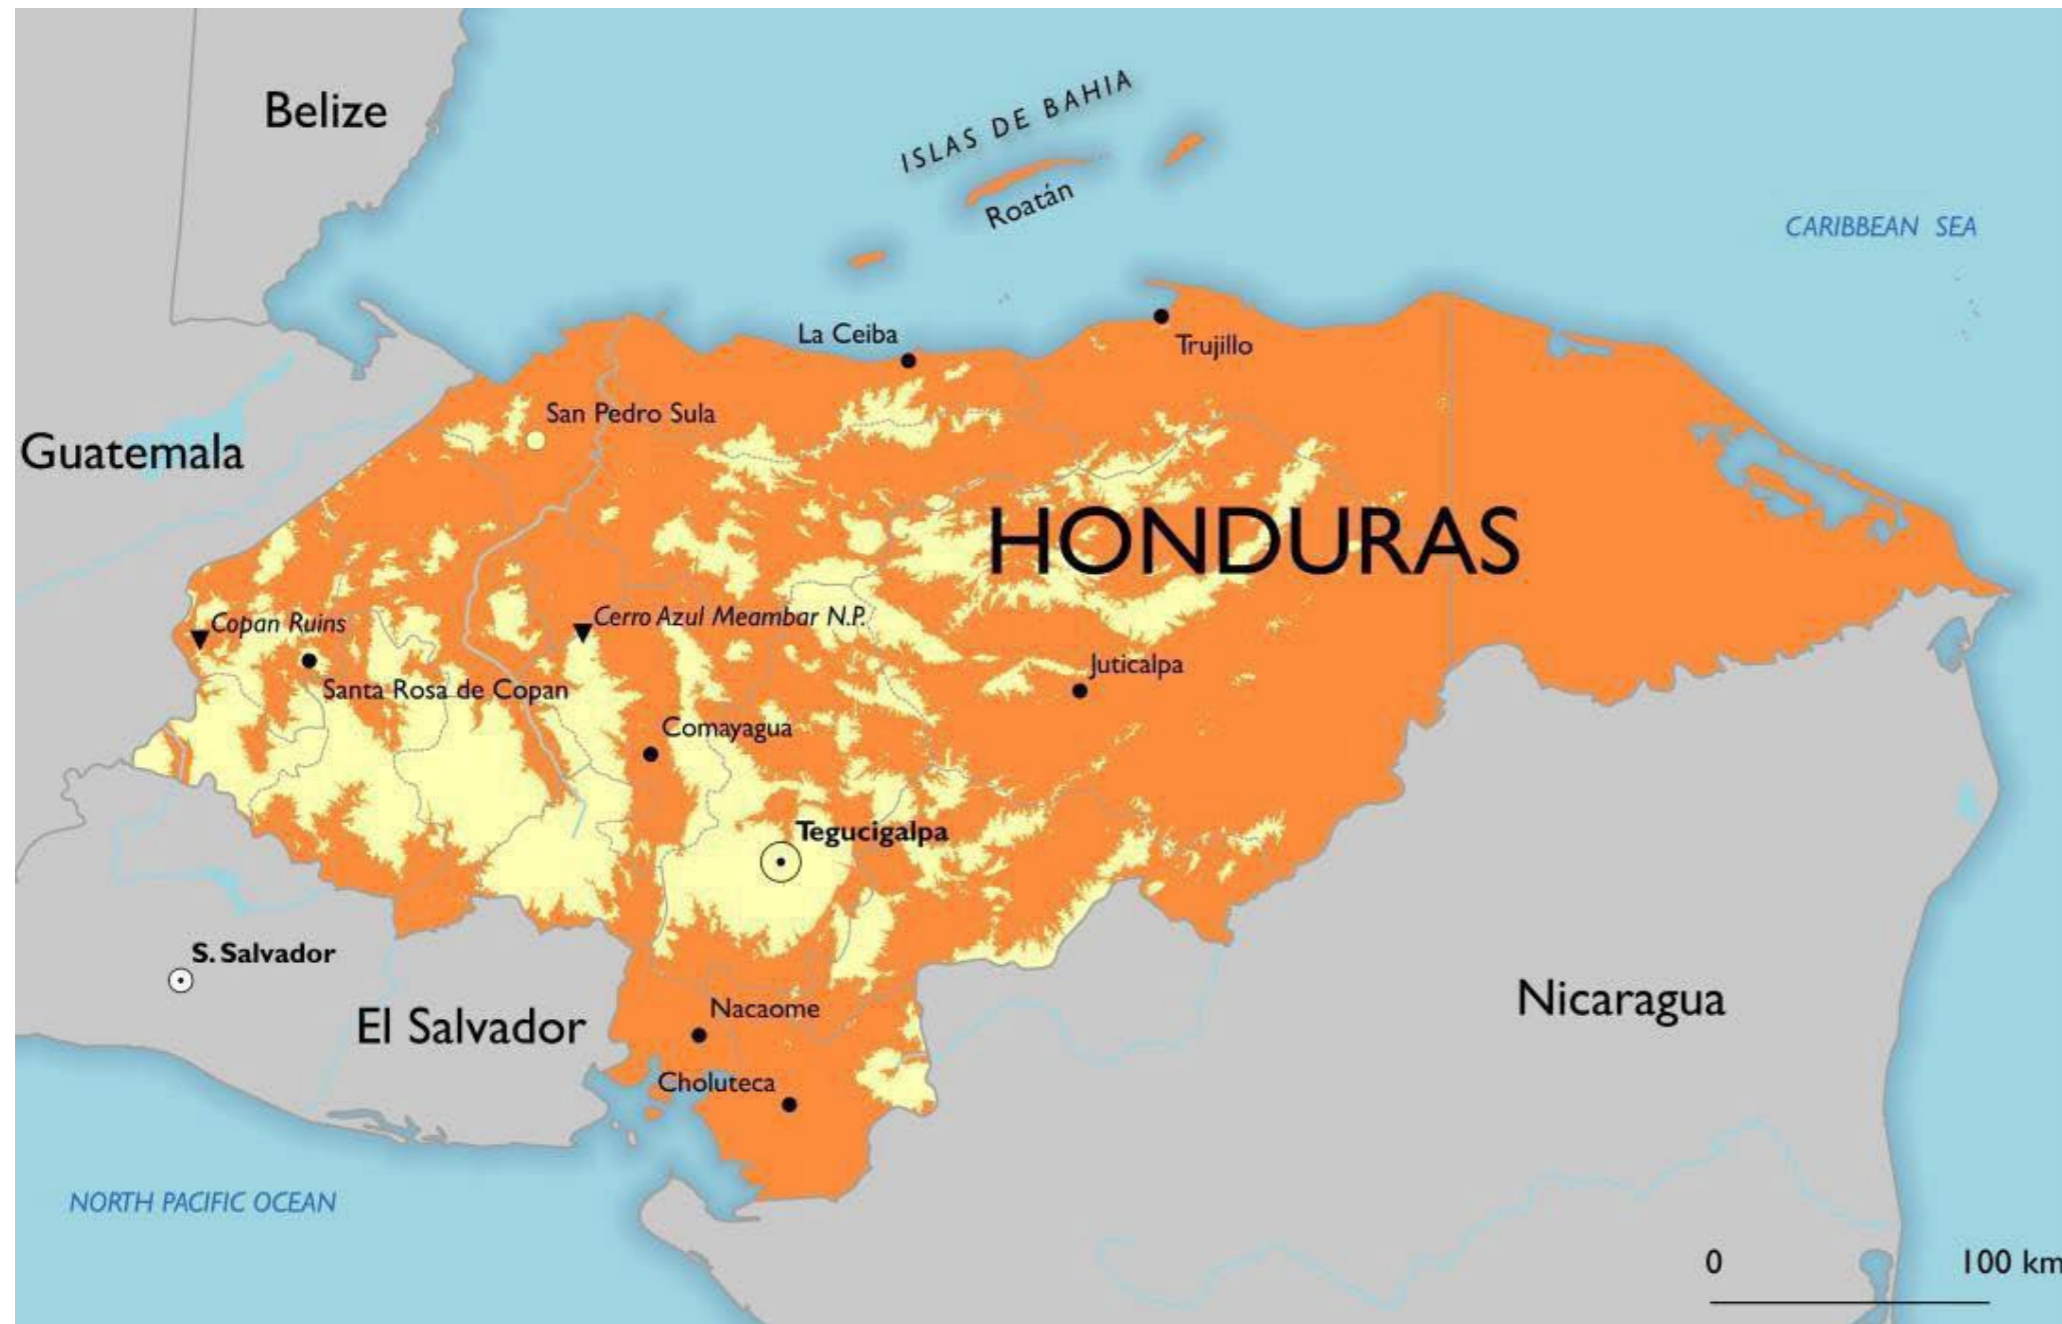 Belize
ISLAS DE BAHIA
Roatán
CARIBBEAN SEA
La Ceiba
Trujillo
San Pedro Sula
Guatemala
HONDURAS
Copan Ruins
Cerro Azul Meambar N.P.
Juticalpa
Santa Rosa de Copan
Comayagua
Tegucigalpa
S. Salvador
Nicaragua
Nacaome
El Salvador
Choluteca
NORTH PACIFIC OCEAN
0 100 km